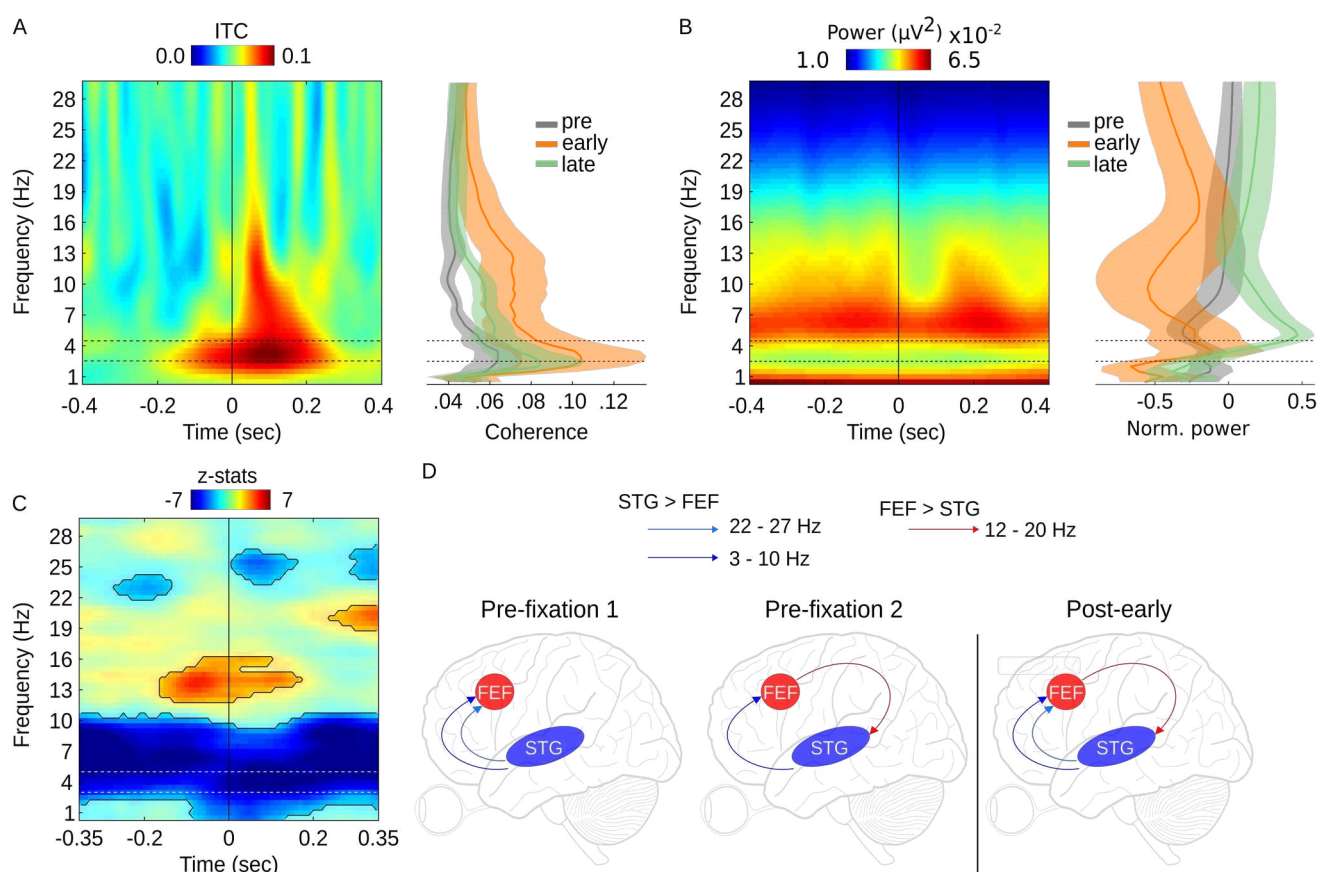 A
ITC
0.0 0.1
28
25
22
19
16
13
10
7
4
1
Frequency (Hz)
-0.4 -0.2 0 0.2 0.4
Time (sec)
pre
early
late
.04 .06 .08 .10 .12
Coherence
B
Power (µV2) x10-2
1.0 6.5
28
25
22
19
16
13
10
7
4
1
Frequency (Hz)
-0.4 -0.2 0 0.2 0.4
Time (sec)
pre
early
late
-0.5 0 0.5
Norm. power
C
z-stats
-7 7
28
25
22
19
16
13
10
7
4
1
Frequency (Hz)
-0.35 -0.2 0 0.2 0.35
Time (sec)
D
STG > FEF
22 - 27 Hz
3 - 10 Hz
FEF > STG
12 - 20 Hz
Pre-fixation 1
FEF
STG
Pre-fixation 2
FEF
STG
Post-early
FEF
STG